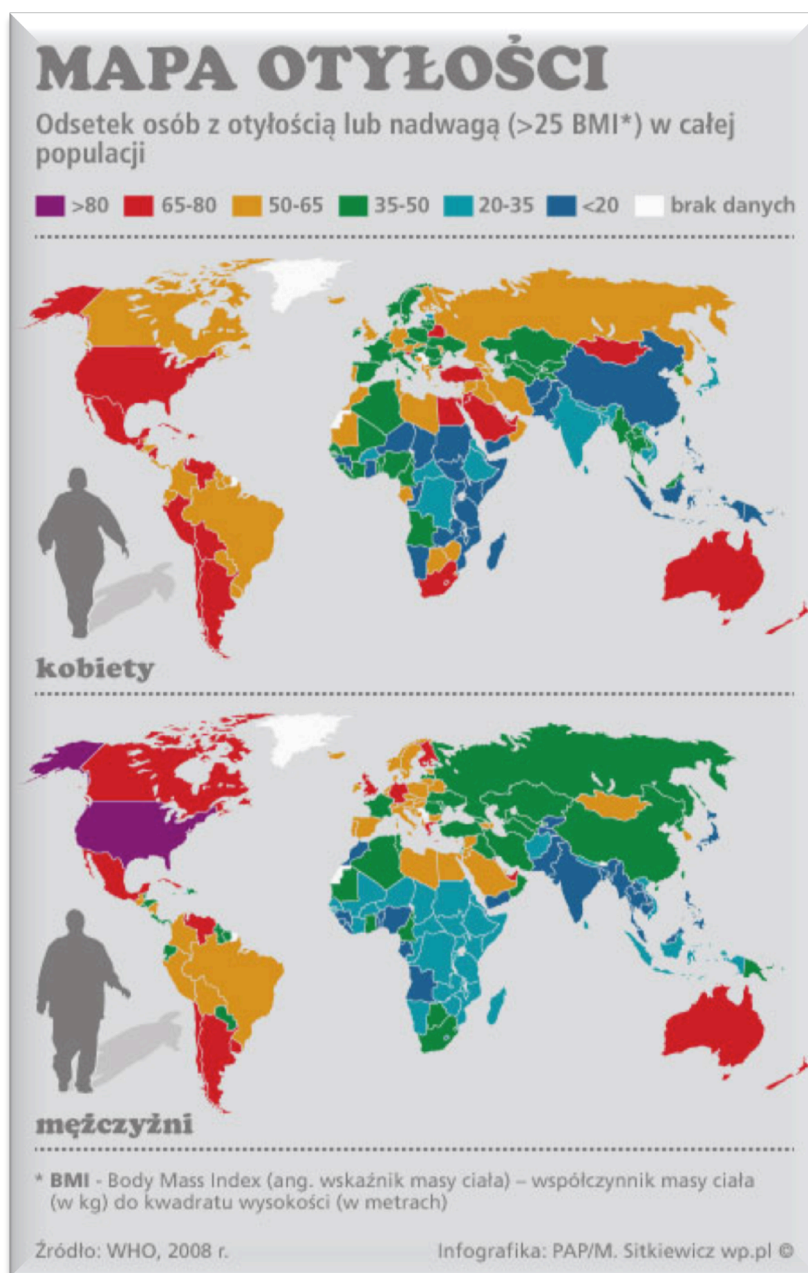 MAPA OTYŁOŚCI
Odsetek osób z otyłością lub nadwagą (>25 BMI*) w całej
populacji
>80 65-80 50-65 35-50 20-35 <20 brak danych
kobiety
mężczyźni
* BMI - Body Mass Index (ang. wskaźnik masy ciała) – współczynnik masy ciała
(w kg) do kwadratu wysokości (w metrach)
Źródło: WHO, 2008 r. Infografika: PAP/M. Sitkiewicz wp.pl ©